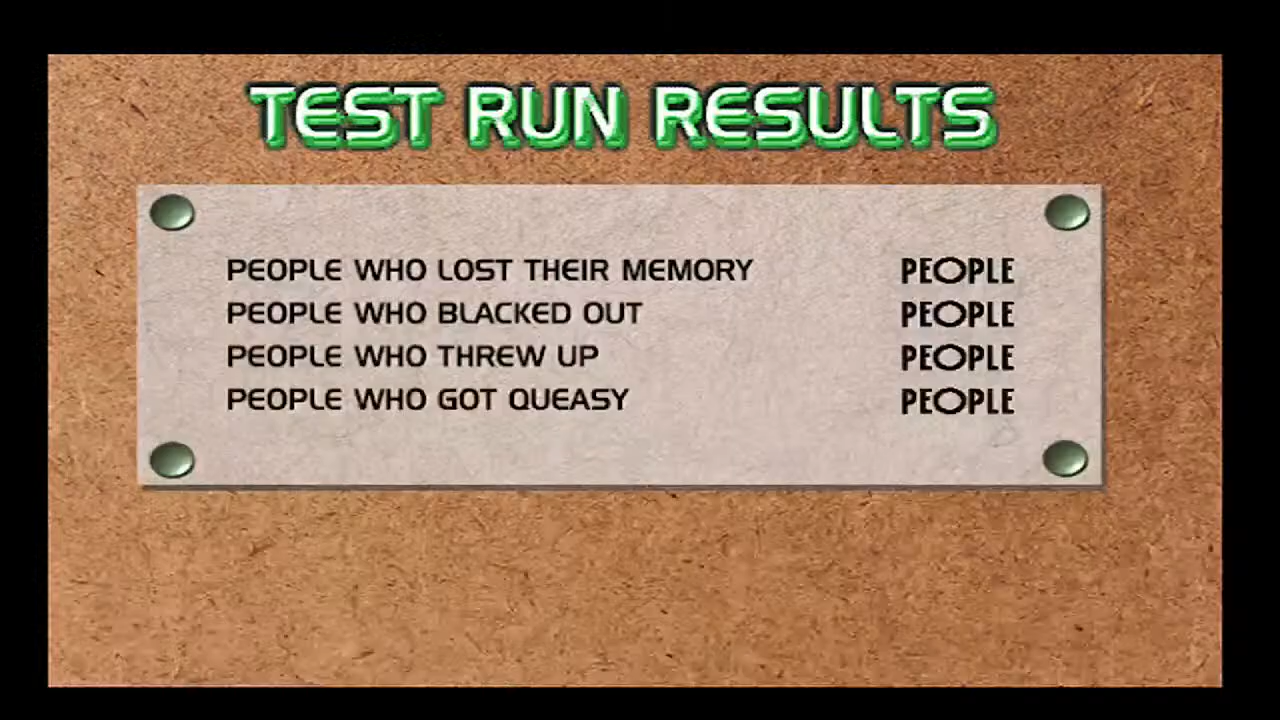 TEST RUN RESULTS
PEOPLE WHO LOST THEIR MEMORY PEOPLE
PEOPLE WHO BLACKED OUT PEOPLE
PEOPLE WHO THREW UP PEOPLE
PEOPLE WHO GOT QUEASY PEOPLE